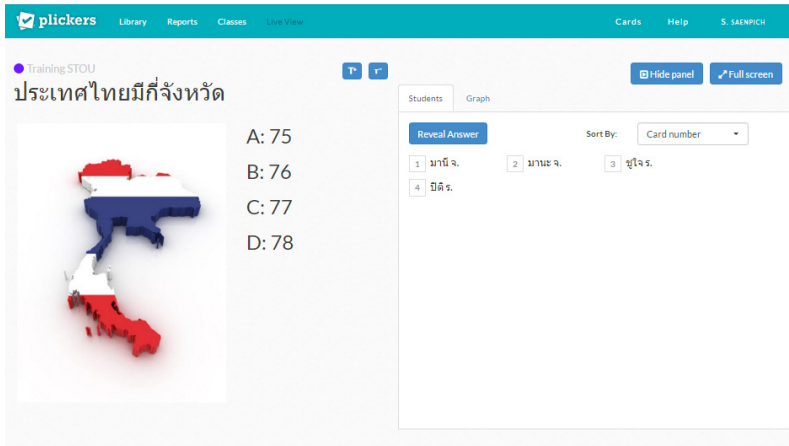 plickers Library Reports Classes Live View Cards Help S. SAENPICH
Training STOU
T+ T-
Hide panel Full screen
ประเทศไทยมีกี่จังหวัด
Students Graph
A: 75
B: 76
C: 77
D: 78
Reveal Answer Sort By: Card number
1 มานี จ. 2 มานะ จ. 3 ชูใจ ร.
4 ปิติ ร.